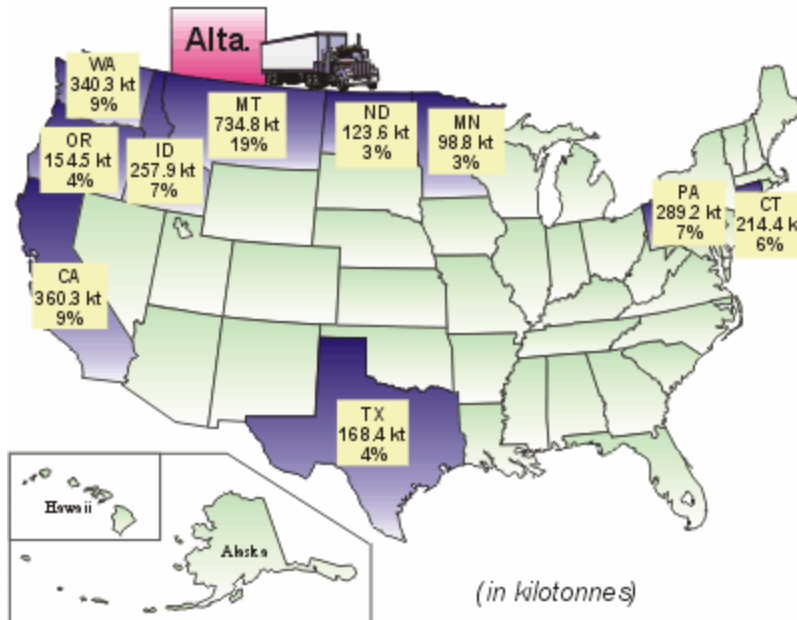 Alta.
WA
340.3 kt
9%
MT
734.8 kt
19%
ND
123.6 kt
3%
MN
98.8 kt
3%
OR
154.5 kt
4%
ID
257.9 kt
7%
PA
289.2 kt
7%
CT
214.4 k
6%
CA
360.3 kt
9%
TX
168.4 kt
4%
Hawaii
Alaska
(in kilotonnes)